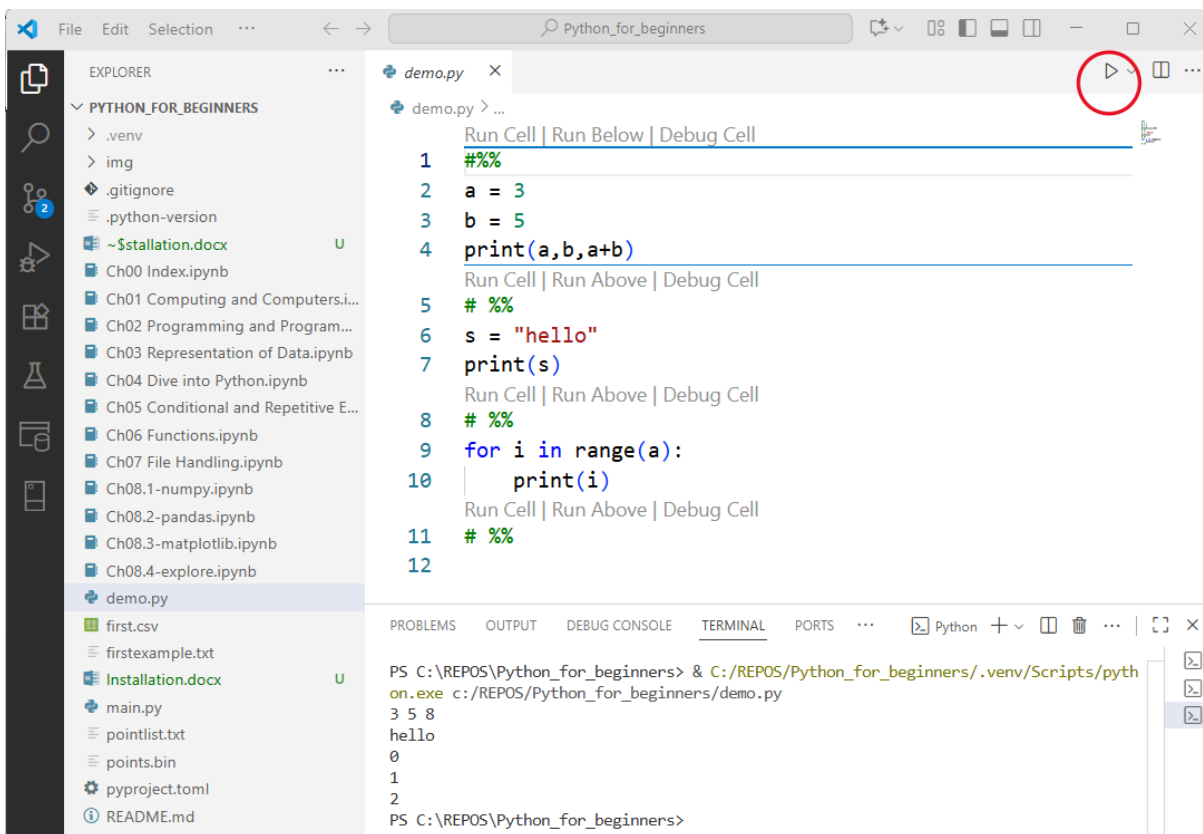 File Edit Selection ··· Python_for_beginners
EXPLORER ···
PYTHON_FOR_BEGINNERS
.venv
img
.gitignore
.python-version
~$stallation.docx U
Ch00 Index.ipynb
Ch01 Computing and Computers.i...
Ch02 Programming and Program...
Ch03 Representation of Data.ipynb
Ch04 Dive into Python.ipynb
Ch05 Conditional and Repetitive E...
Ch06 Functions.ipynb
Ch07 File Handling.ipynb
Ch08.1-numpy.ipynb
Ch08.2-pandas.ipynb
Ch08.3-matplotlib.ipynb
Ch08.4-explore.ipynb
demo.py
first.csv
firstexample.txt
Installation.docx U
main.py
pointlist.txt
points.bin
pyproject.toml
README.md
2
demo.py
demo.py > ...
Run Cell | Run Below | Debug Cell
1 #%%
2 a = 3
3 b = 5
4 print(a,b,a+b)
Run Cell | Run Above | Debug Cell
5 # %%
6 s = "hello"
7 print(s)
Run Cell | Run Above | Debug Cell
8 # %%
9 for i in range(a):
10     print(i)
Run Cell | Run Above | Debug Cell
11 # %%
12
PROBLEMS OUTPUT DEBUG CONSOLE TERMINAL PORTS ··· Python
PS C:\REPOS\Python_for_beginners> & C:/REPOS/Python_for_beginners/.venv/Scripts/pyth
on.exe c:/REPOS/Python_for_beginners/demo.py
3 5 8
hello
0
1
2
PS C:\REPOS\Python_for_beginners>